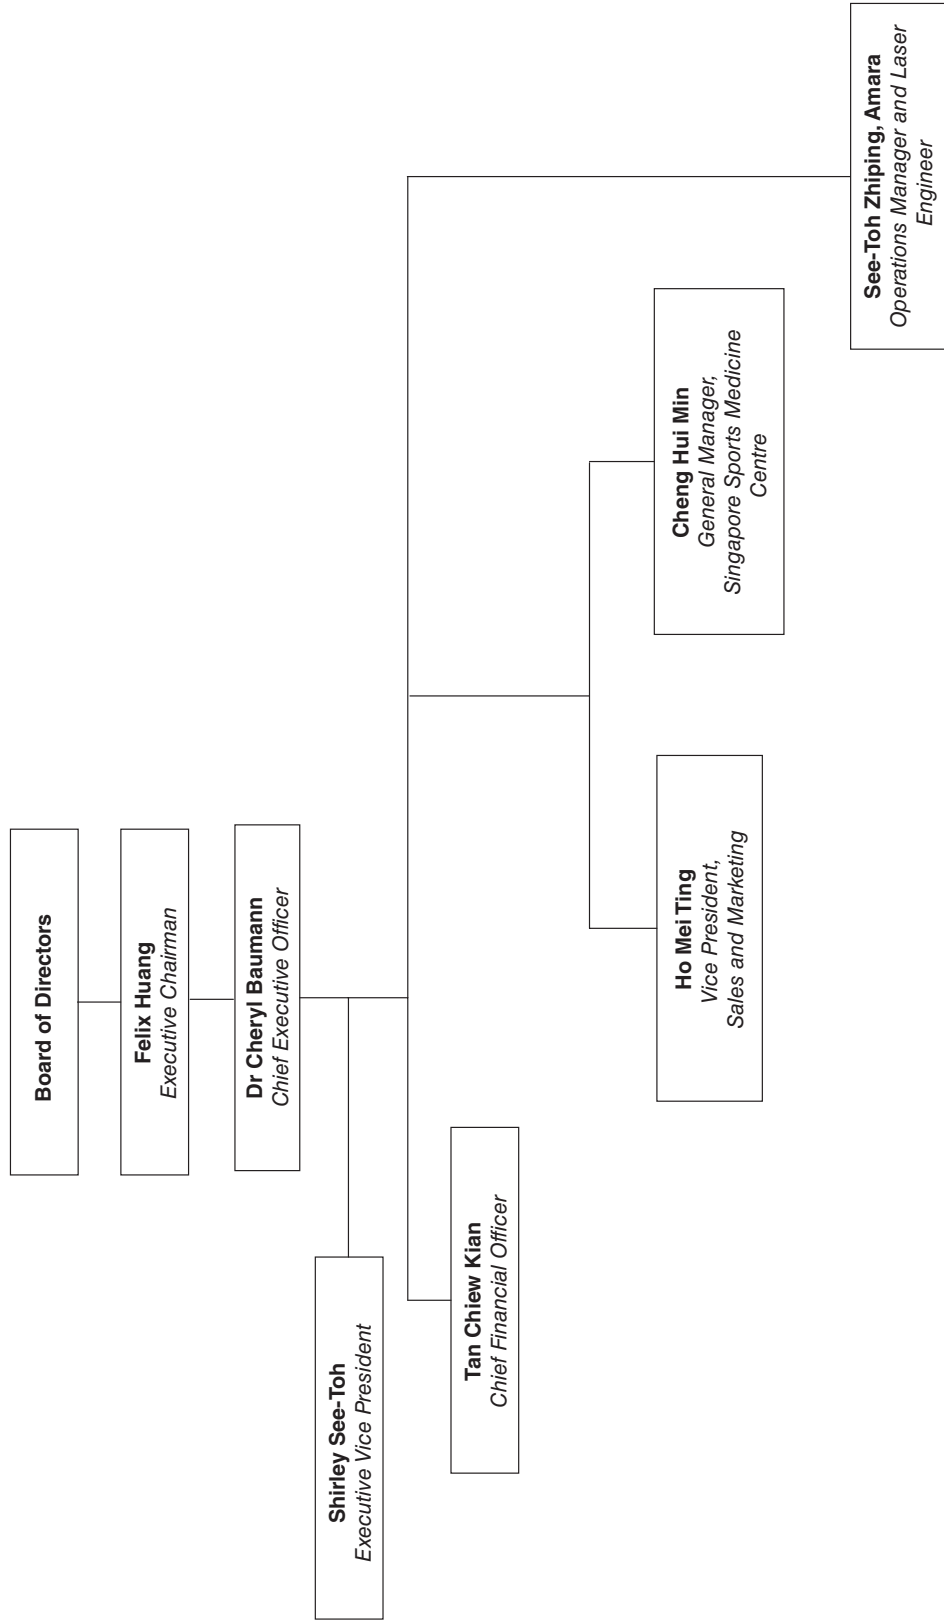 Board of Directors
Felix Huang
Executive Chairman
Dr Cheryl Baumann
Chief Executive Officer
Shirley See-Toh
Executive Vice President
Tan Chiew Kian
Chief Financial Officer
Ho Mei Ting
Vice President,
Sales and Marketing
Cheng Hui Min
General Manager,
Singapore Sports Medicine
Centre
See-Toh Zhiping, Amara
Operations Manager and Laser
Engineer